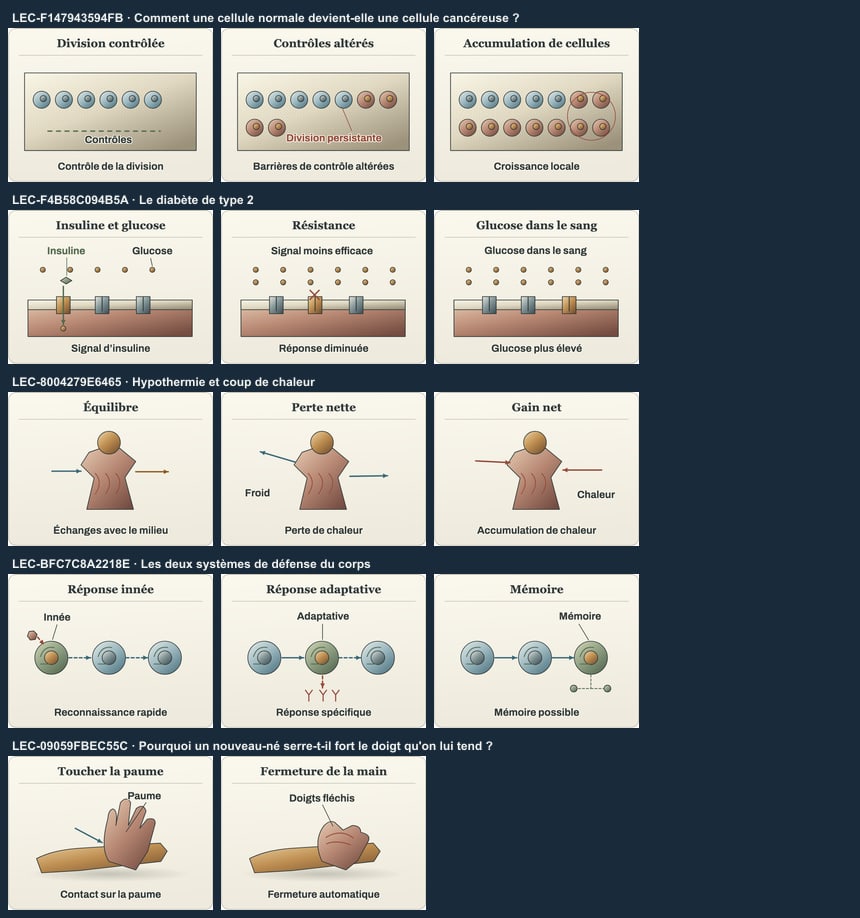 LEC-F147943594FB · Comment une cellule normale devient-elle une cellule cancéreuse ?
Division contrôlée
Contrôles
Contrôle de la division
Contrôles altérés
Division persistante
Barrières de contrôle altérées
Accumulation de cellules
Croissance locale
LEC-F4B58C094B5A · Le diabète de type 2
Insuline et glucose
Insuline
Glucose
Signal d'insuline
Résistance
Signal moins efficace
Réponse diminuée
Glucose dans le sang
Glucose dans le sang
Glucose plus élevé
LEC-8004279E6465 · Hypothermie et coup de chaleur
Équilibre
Échanges avec le milieu
Perte nette
Froid
Perte de chaleur
Gain net
Chaleur
Accumulation de chaleur
LEC-BFC7C8A2218E · Les deux systèmes de défense du corps
Réponse innée
Innée
Reconnaissance rapide
Réponse adaptative
Adaptative
Réponse spécifique
Mémoire
Mémoire
Mémoire possible
LEC-09059FBEC55C · Pourquoi un nouveau-né serre-t-il fort le doigt qu'on lui tend ?
Toucher la paume
Paume
Contact sur la paume
Fermeture de la main
Doigts fléchis
Fermeture automatique